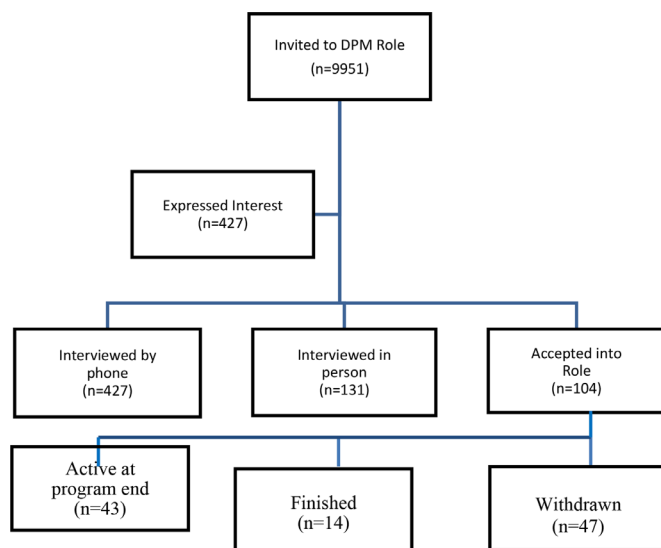 Invited to DPM Role
(n=9951)
Expressed Interest
(n=427)
Interviewed by
phone
(n=427)
Interviewed in
person
(n=131)
Accepted into
Role
(n=104)
Active at
program end
(n=43)
Finished
(n=14)
Withdrawn
(n=47)